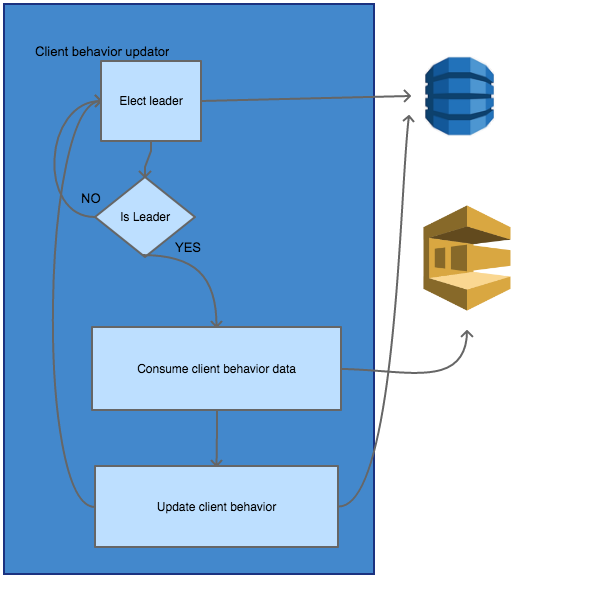 Client behavior updator
Elect leader
NO
Is Leader
YES
Consume client behavior data
Update client behavior